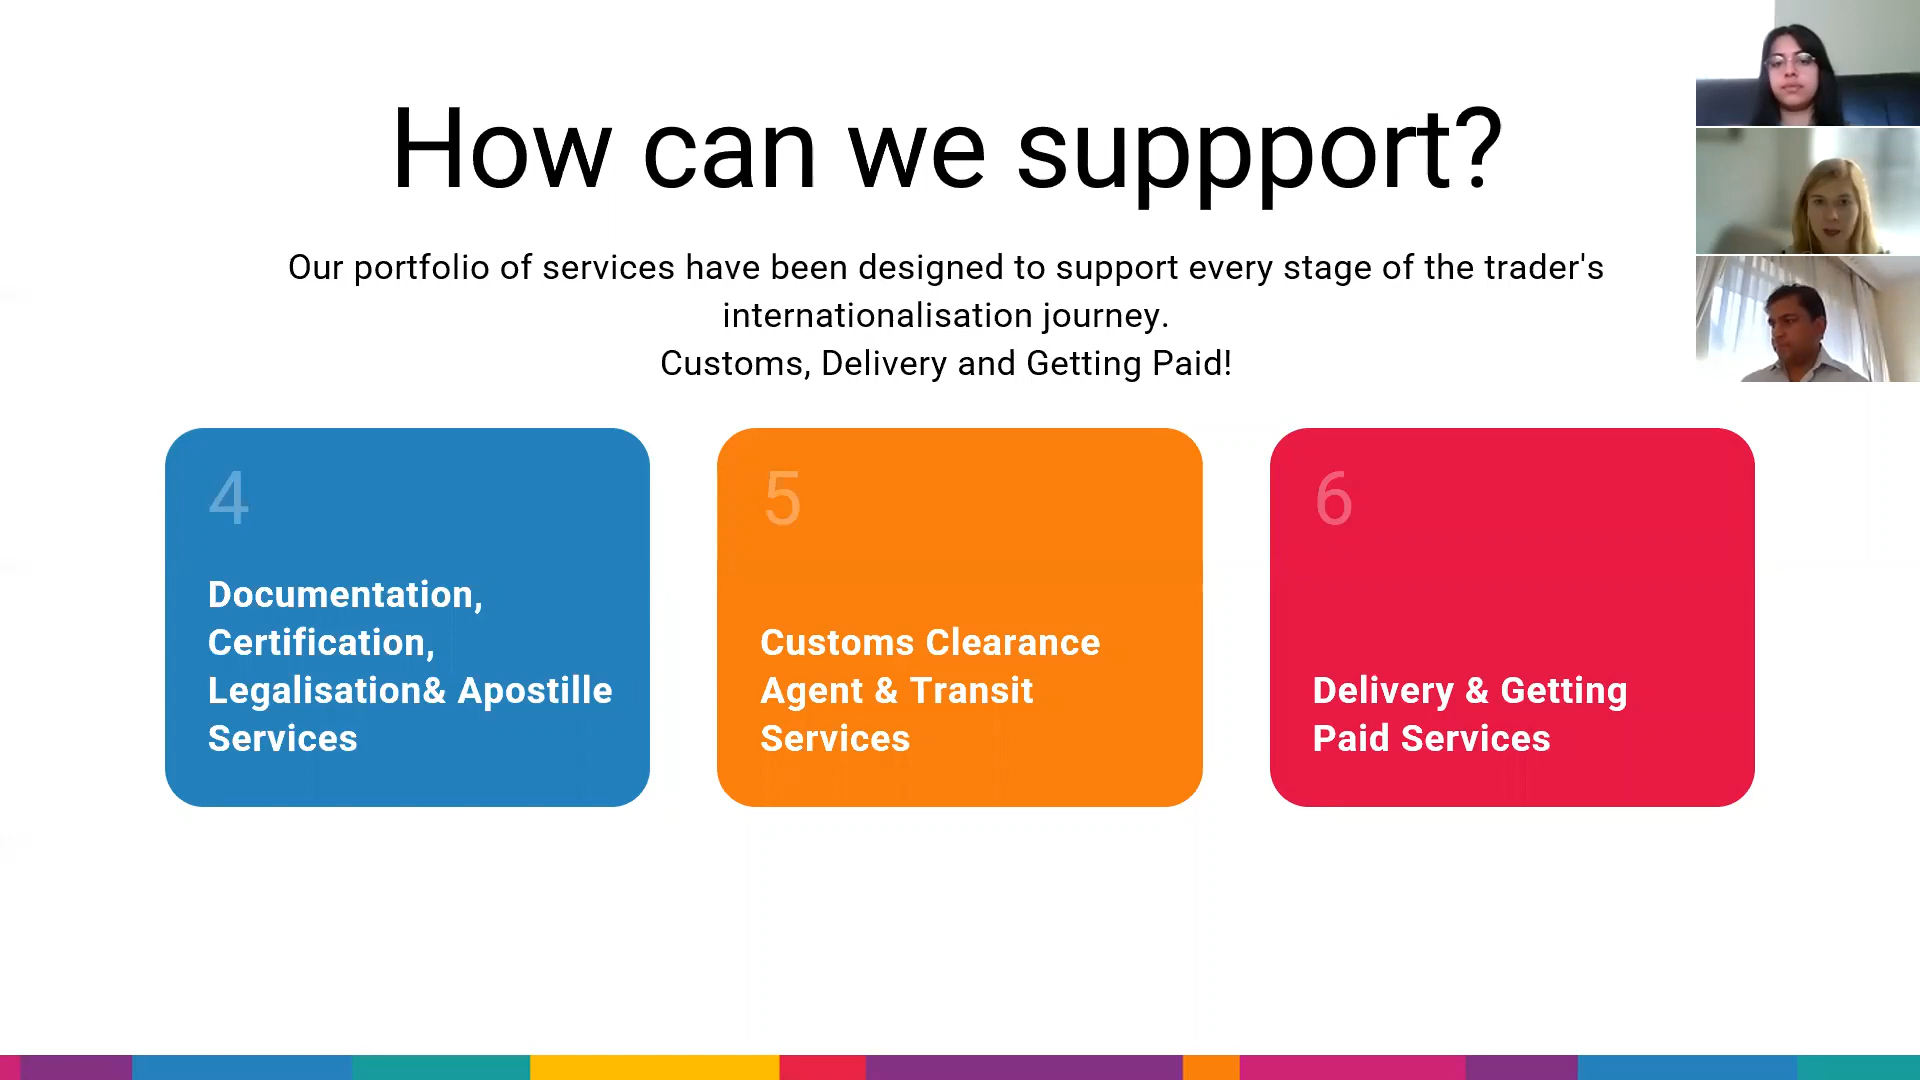 How can we suppport?
Our portfolio of services have been designed to support every stage of the trader's
internationalisation journey.
Customs, Delivery and Getting Paid!
4
Documentation,
Certification,
Legalisation& Apostille
Services
5
Customs Clearance
Agent & Transit
Services
6
Delivery & Getting
Paid Services